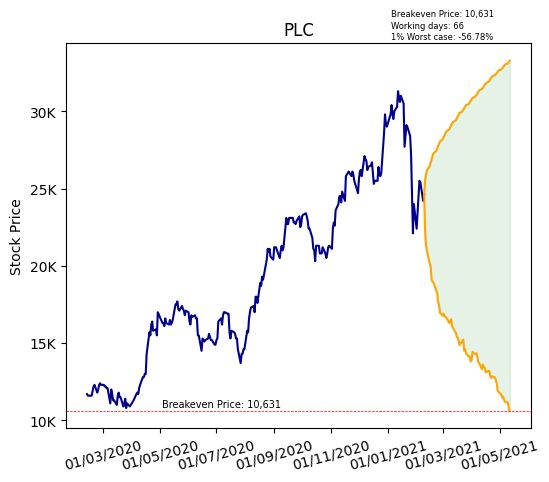 Breakeven Price: 10,631
Working days: 66
1% Worst case: -56.78%
PLC
Stock Price
30K
25K
20K
15K
10K
Breakeven Price: 10,631
01/03/2020
01/05/2020
01/07/2020
01/09/2020
01/11/2020
01/01/2021
01/03/2021
01/05/2021